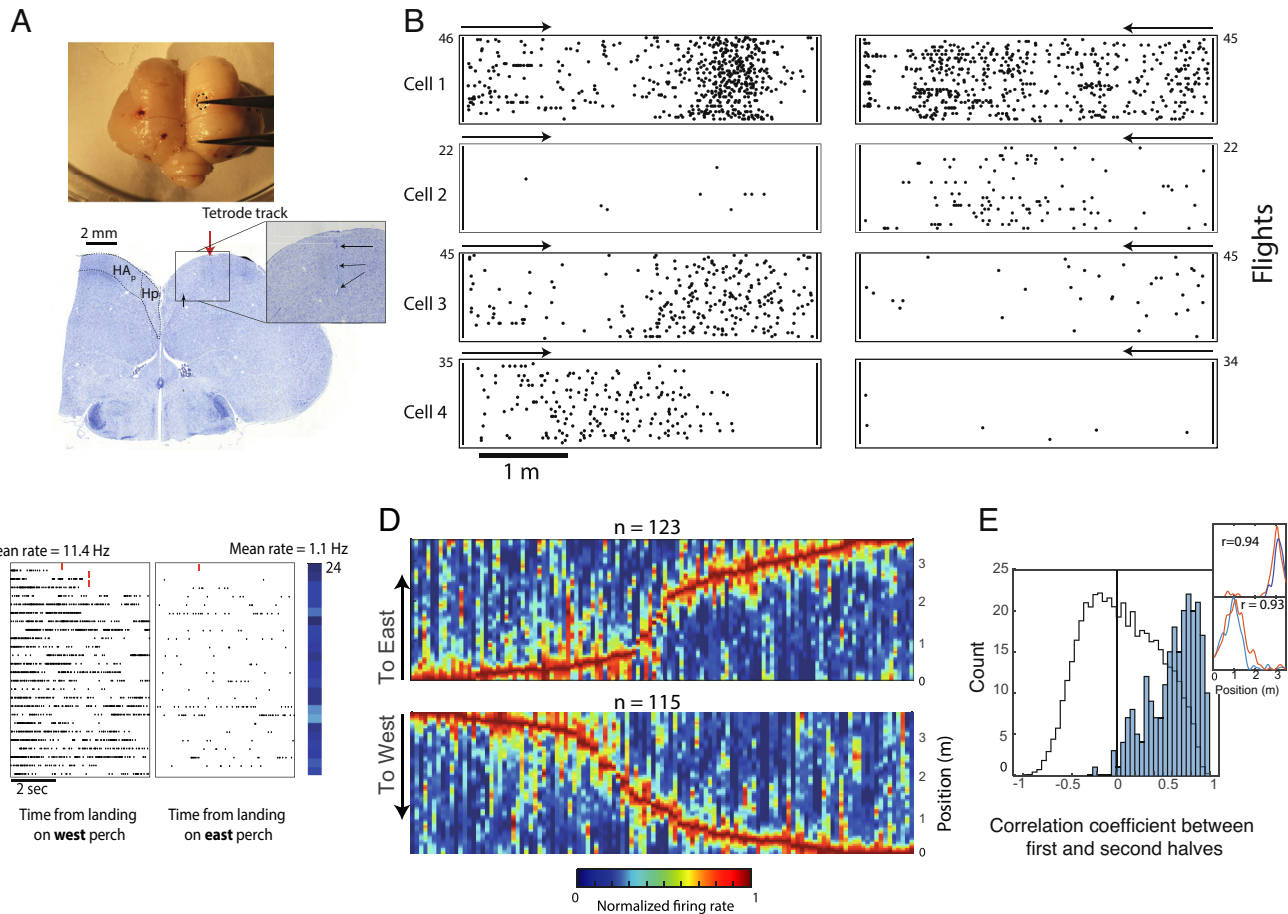 A
Tetrode track
2 mm
HAp
Hp
B
46
45
Cell 1
22
22
Cell 2
45
45
Cell 3
35
34
Cell 4
1 m
Flights
ean rate = 11.4 Hz
Mean rate = 1.1 Hz
24
2 sec
Time from landing
on west perch
Time from landing
on east perch
D
n = 123
To East
3
2
1
0
n = 115
To West
3
2
1
0
Position (m)
0
1
Normalized firing rate
E
25
20
15
10
5
0
Count
-1
-0.5
0
0.5
1
r=0.94
r = 0.93
0
1
2
3
Position (m)
Correlation coefficient between
first and second halves